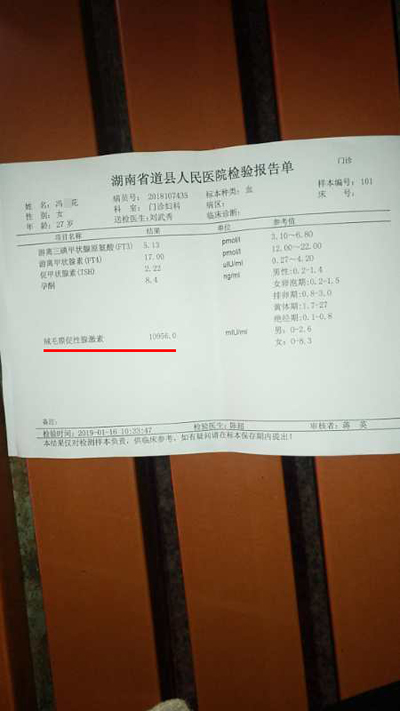 湖南省道县人民医院检验报告单
门诊
姓 名: 冯 花 病员号: 2018167435 标本种类: 血 样本编号: 101
性 别: 女 科 室: 门诊妇科 病区: 床 号:
年 龄: 27岁 送检医生: 刘武秀 临床诊断:
项目名称 结果 单位 参考值
游离三碘甲状腺原氨酸(FT3) 5.13 pmol/l 3.10-6.80
游离甲状腺素(FT4) 17.00 pmol/l 12.00-22.00
促甲状腺素(TSH) 2.22 uIU/ml 0.27-4.20
孕酮 8.4 ng/ml 男性:0.2-1.4
女卵泡期:0.2-1.5
排卵期:0.8-3.0
黄体期:1.7-27
绝经期:0.1-0.8
绒毛膜促性腺激素 10956.0 mIU/ml 男: 0-2.6
女: 0-8.3
备注:
检验时间: 2019-01-16 10:33:47 检验医生: 陈超 审核者: 蒋 英
本结果仅对检测样本负责，供临床参考。如有疑问请在标本保存期内提出！